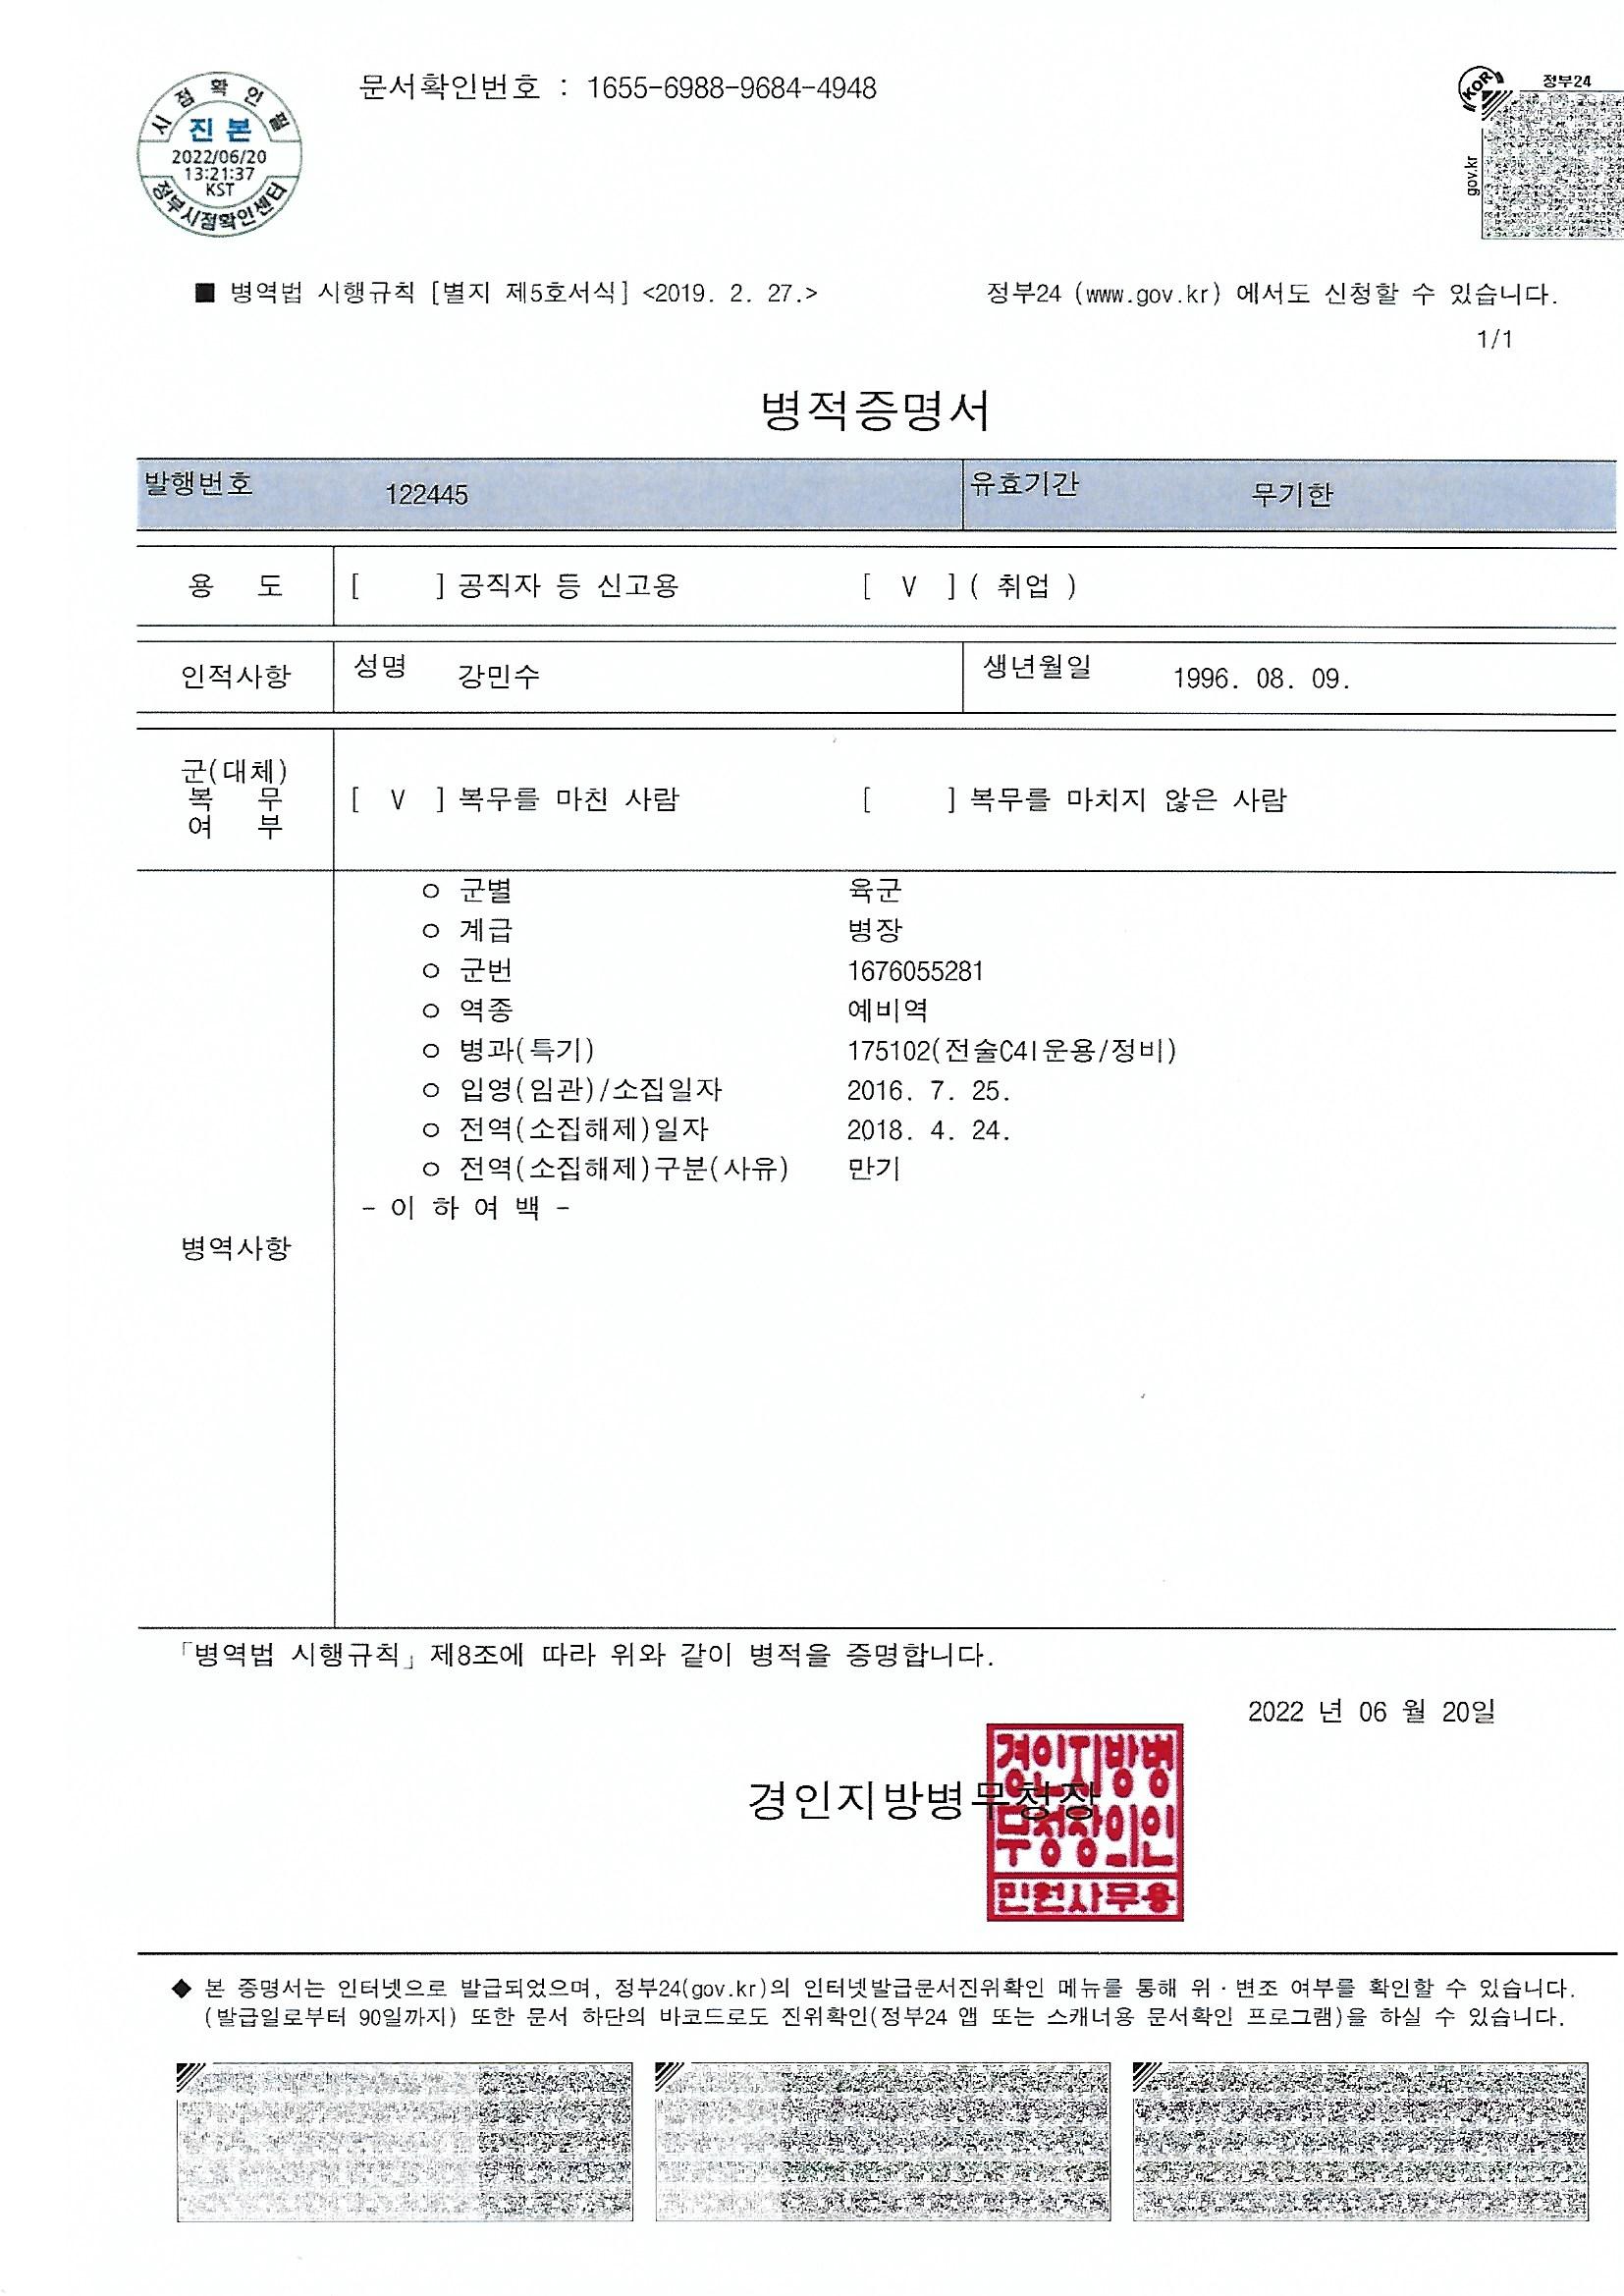 시 점 확 인 필
진 본
2022/06/20
13:21:37
KST
정부시점확인센터
문서확인번호 : 1655-6988-9684-4948
KOR
정부24
gov.kr
■ 병역법 시행규칙 [별지 제5호서식] <2019. 2. 27.> 정부24 (www.gov.kr) 에서도 신청할 수 있습니다.
1/1
병적증명서
발행번호 122445 유효기간 무기한
용 도 [ ] 공직자 등 신고용 [ V ] ( 취업 )
인적사항 성명 강민수 생년월일 1996. 08. 09.
군(대체)
복 무
여 부
[ V ] 복무를 마친 사람 [ ] 복무를 마치지 않은 사람
병역사항
ㅇ 군별 육군
ㅇ 계급 병장
ㅇ 군번 1676055281
ㅇ 역종 예비역
ㅇ 병과(특기) 175102(전술C4I운용/정비)
ㅇ 입영(임관)/소집일자 2016. 7. 25.
ㅇ 전역(소집해제)일자 2018. 4. 24.
ㅇ 전역(소집해제)구분(사유) 만기
- 이 하 여 백 -
「병역법 시행규칙」제8조에 따라 위와 같이 병적을 증명합니다.
2022 년 06 월 20일
경인지방병무청장
경인지방병
무청장의인
민원사무용
◆ 본 증명서는 인터넷으로 발급되었으며, 정부24(gov.kr)의 인터넷발급문서진위확인 메뉴를 통해 위·변조 여부를 확인할 수 있습니다.
(발급일로부터 90일까지) 또한 문서 하단의 바코드로도 진위확인(정부24 앱 또는 스캐너용 문서확인 프로그램)을 하실 수 있습니다.